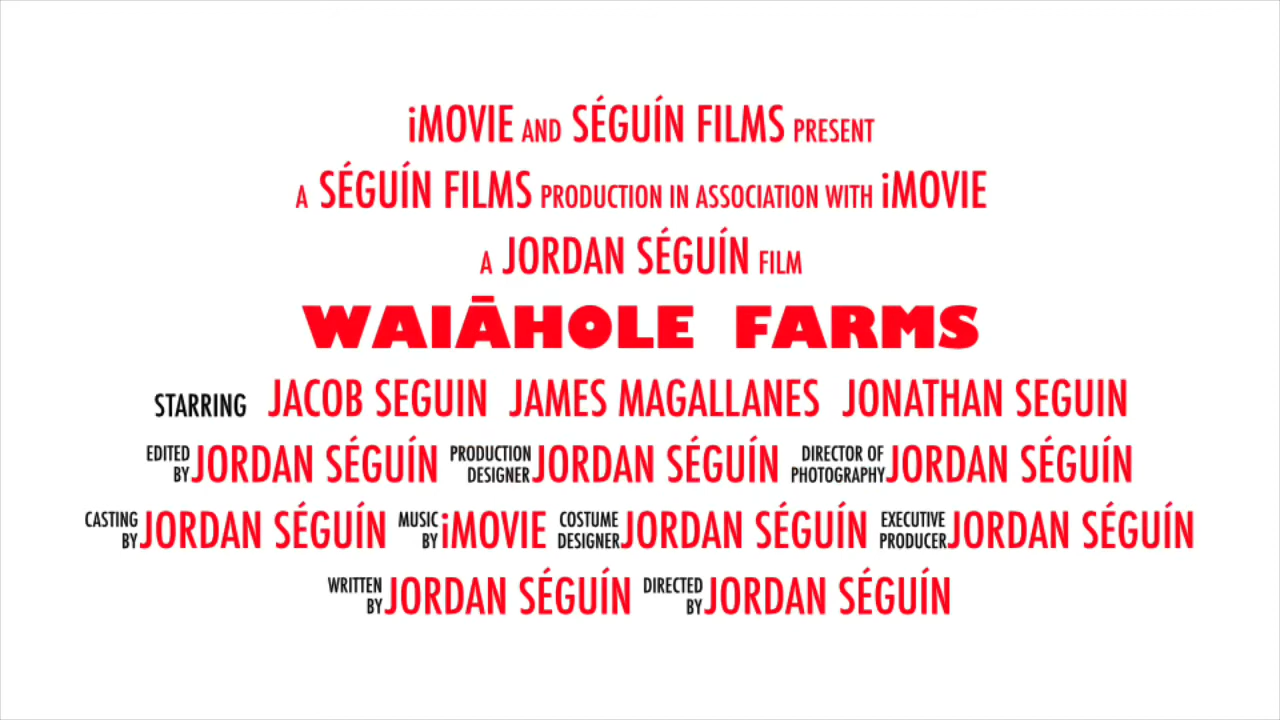 iMOVIE AND SÉGUÍN FILMS PRESENT
A SÉGUÍN FILMS PRODUCTION IN ASSOCIATION WITH iMOVIE
A JORDAN SÉGUÍN FILM
WAIĀHOLE FARMS
STARRING JACOB SEGUIN JAMES MAGALLANES JONATHAN SEGUIN
EDITED BY JORDAN SÉGUÍN PRODUCTION DESIGNER JORDAN SÉGUÍN DIRECTOR OF PHOTOGRAPHY JORDAN SÉGUÍN
CASTING BY JORDAN SÉGUÍN MUSIC BY iMOVIE COSTUME DESIGNER JORDAN SÉGUÍN EXECUTIVE PRODUCER JORDAN SÉGUÍN
WRITTEN BY JORDAN SÉGUÍN DIRECTED BY JORDAN SÉGUÍN